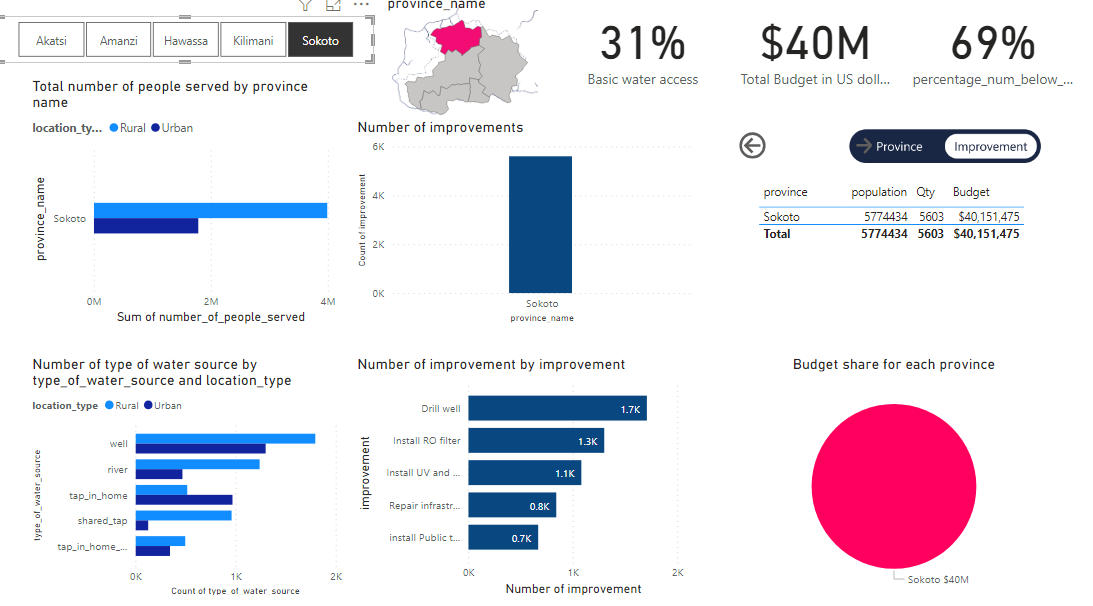 province_name
Akatsi Amanzi Hawassa Kilimani Sokoto
31%
Basic water access
$40M
Total Budget in US doll...
69%
percentage_num_below_...
Total number of people served by province
name
location_ty... Rural Urban
province_name
Sokoto
0M 2M 4M
Sum of number_of_people_served
Number of improvements
Count of improvement
6K
4K
2K
0K
Sokoto
province_name
Province Improvement
province population Qty Budget
Sokoto 5774434 5603 $40,151,475
Total 5774434 5603 $40,151,475
Number of type of water source by
type_of_water_source and location_type
location_type Rural Urban
type_of_water_source
well
river
tap_in_home
shared_tap
tap_in_home_...
0K 1K 2K
Count of type_of_water_source
Number of improvement by improvement
improvement
Drill well 1.7K
Install RO filter 1.3K
Install UV and ... 1.1K
Repair infrastr... 0.8K
install Public t... 0.7K
0K 1K 2K
Number of improvement
Budget share for each province
Sokoto $40M